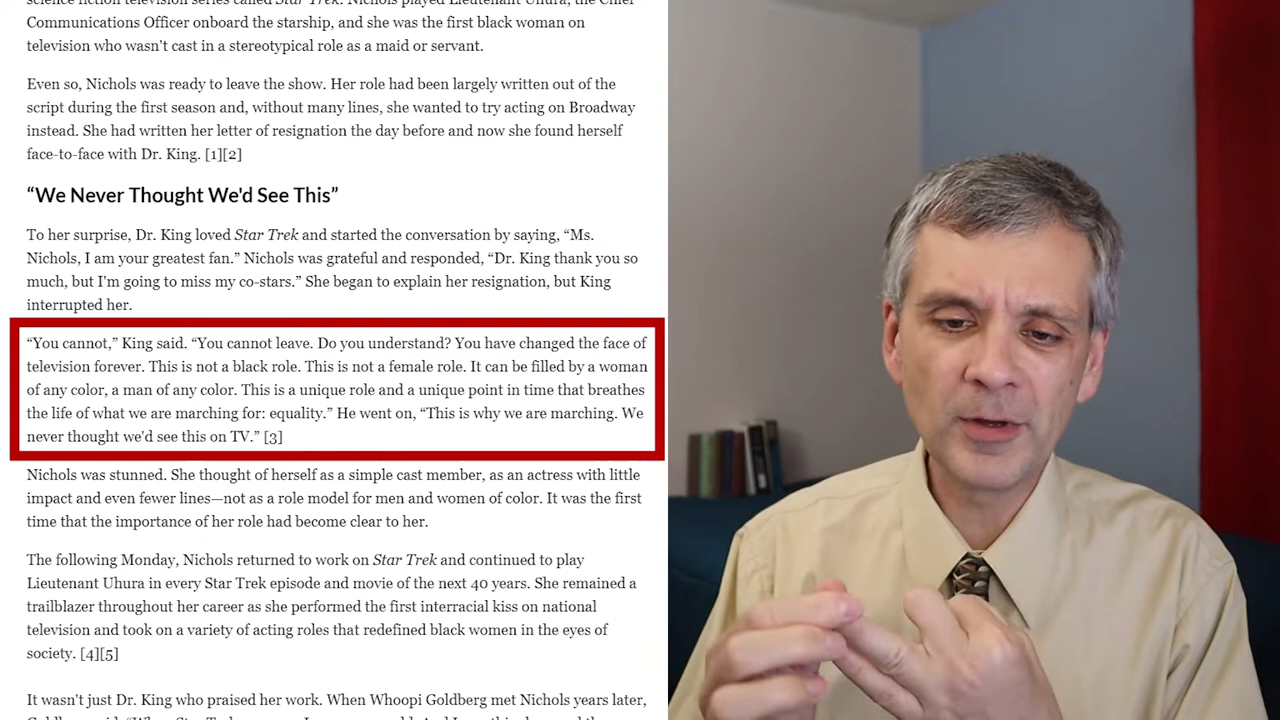 science fiction television series called Star Trek. Nichols played Lieutenant Uhura, the Chief
Communications Officer onboard the starship, and she was the first black woman on
television who wasn't cast in a stereotypical role as a maid or servant.
Even so, Nichols was ready to leave the show. Her role had been largely written out of the
script during the first season and, without many lines, she wanted to try acting on Broadway
instead. She had written her letter of resignation the day before and now she found herself
face-to-face with Dr. King. [1][2]
“We Never Thought We'd See This”
To her surprise, Dr. King loved Star Trek and started the conversation by saying, “Ms.
Nichols, I am your greatest fan.” Nichols was grateful and responded, “Dr. King thank you so
much, but I'm going to miss my co-stars.” She began to explain her resignation, but King
interrupted her.
“You cannot,” King said. “You cannot leave. Do you understand? You have changed the face of
television forever. This is not a black role. This is not a female role. It can be filled by a woman
of any color, a man of any color. This is a unique role and a unique point in time that breathes
the life of what we are marching for: equality.” He went on, “This is why we are marching. We
never thought we'd see this on TV.” [3]
Nichols was stunned. She thought of herself as a simple cast member, as an actress with little
impact and even fewer lines—not as a role model for men and women of color. It was the first
time that the importance of her role had become clear to her.
The following Monday, Nichols returned to work on Star Trek and continued to play
Lieutenant Uhura in every Star Trek episode and movie of the next 40 years. She remained a
trailblazer throughout her career as she performed the first interracial kiss on national
television and took on a variety of acting roles that redefined black women in the eyes of
society. [4][5]
It wasn't just Dr. King who praised her work. When Whoopi Goldberg met Nichols years later,